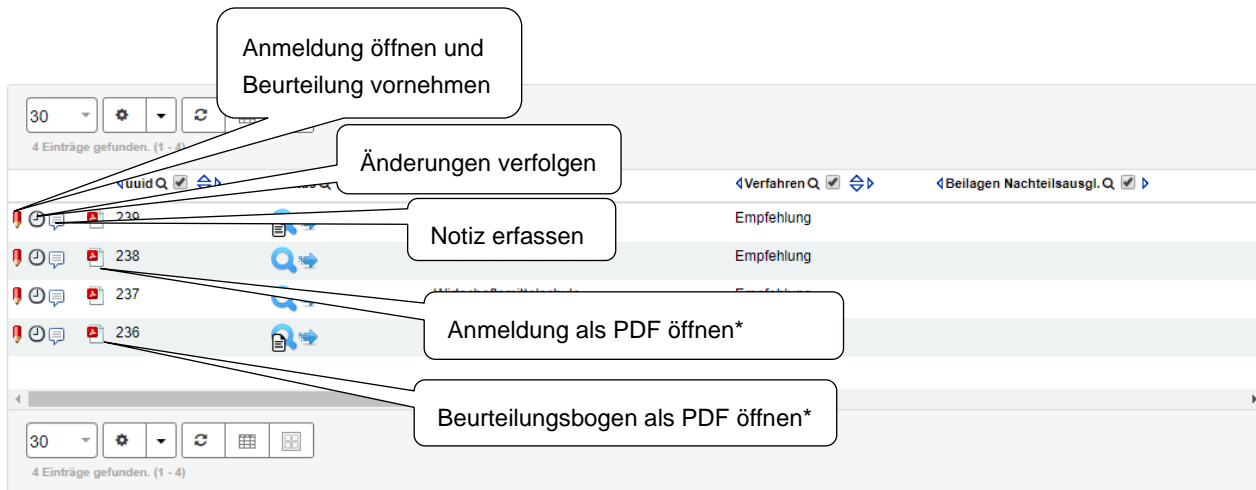 Anmeldung öffnen und
Beurteilung vornehmen
30
4 Einträge gefunden. (1 - 4)
Änderungen verfolgen
uuid
Verfahren
Beilagen Nachteilsausgl.
239
Empfehlung
Notiz erfassen
238
Empfehlung
237
Anmeldung als PDF öffnen*
236
Beurteilungsbogen als PDF öffnen*
30
4 Einträge gefunden. (1 - 4)